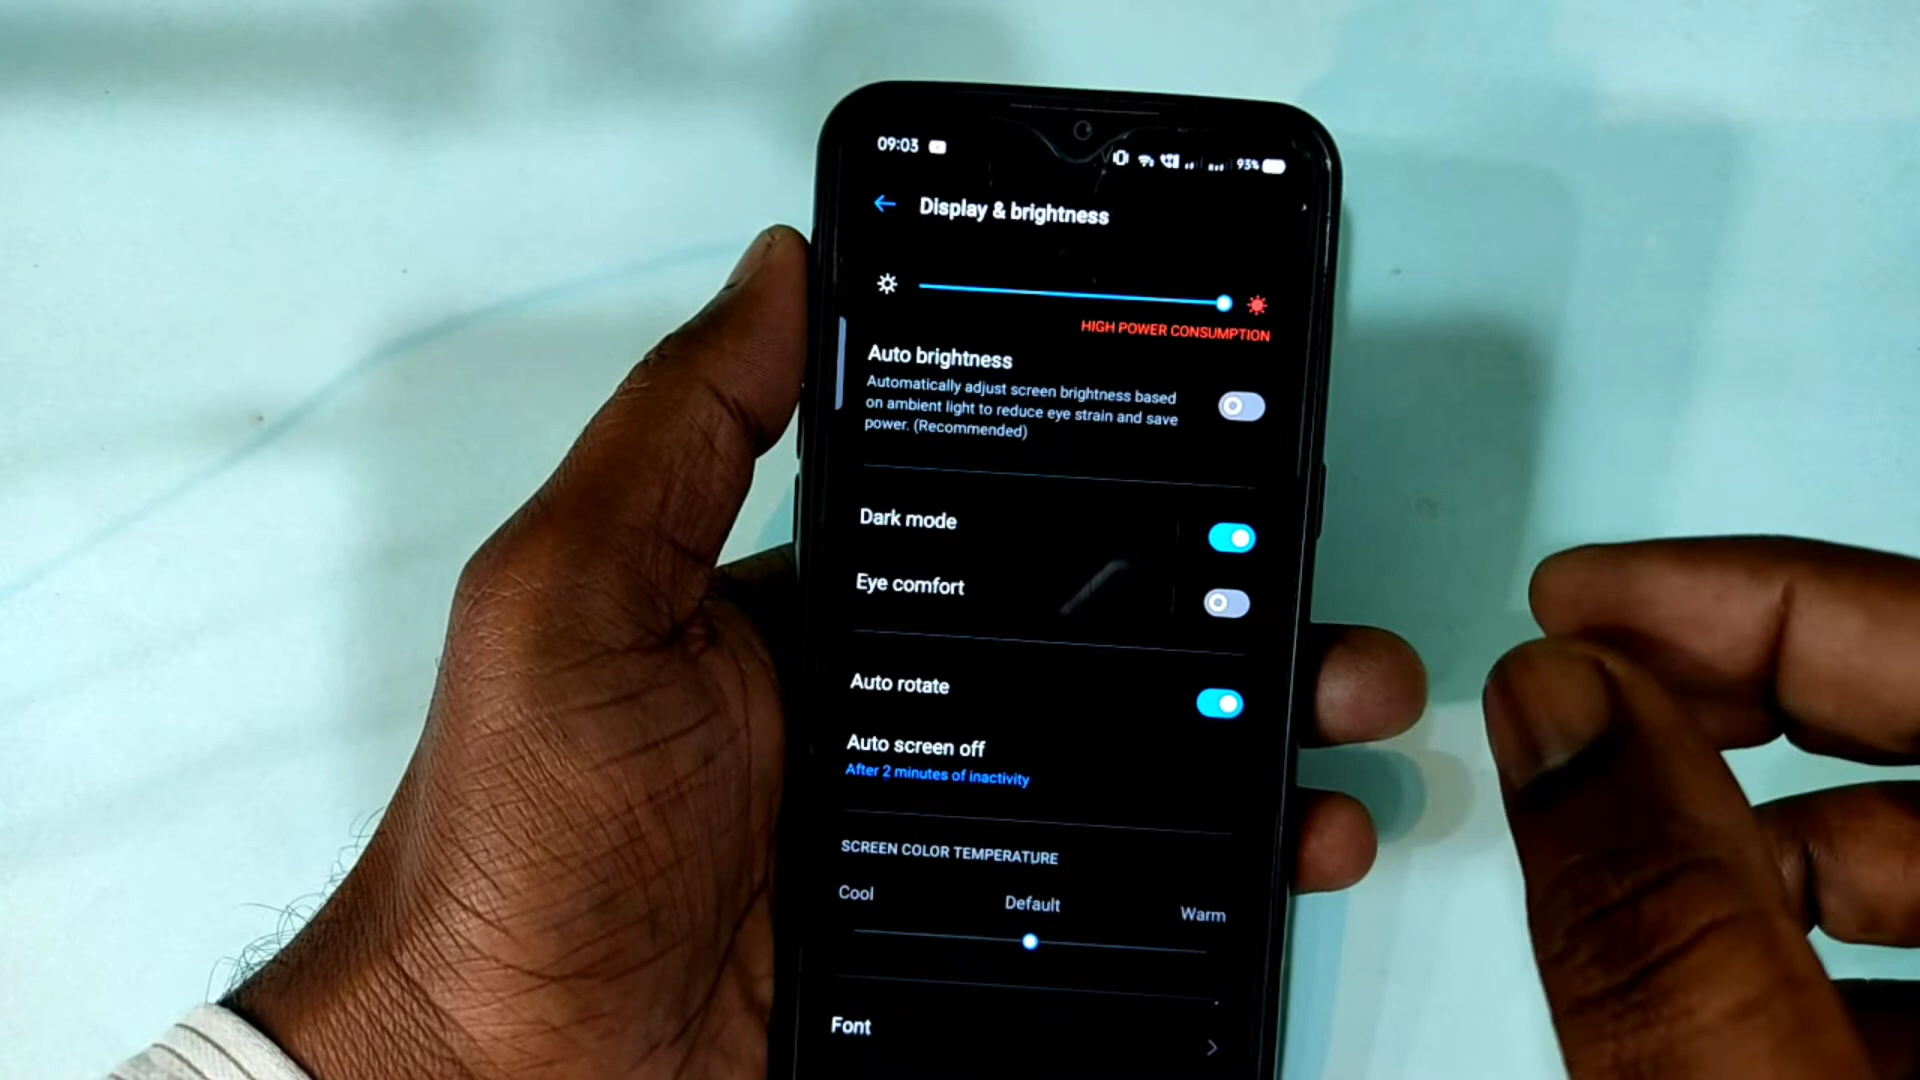 09:03
93%
Display & brightness
HIGH POWER CONSUMPTION
Auto brightness
Automatically adjust screen brightness based
on ambient light to reduce eye strain and save
power. (Recommended)
Dark mode
Eye comfort
Auto rotate
Auto screen off
After 2 minutes of inactivity
SCREEN COLOR TEMPERATURE
Cool
Default
Warm
Font